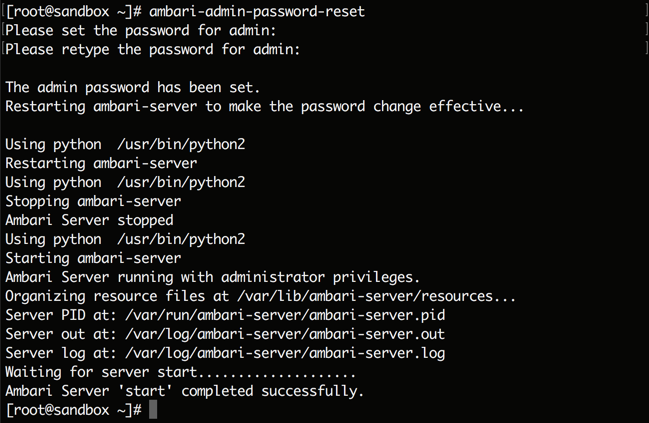 [root@sandbox ~]# ambari-admin-password-reset
Please set the password for admin:
Please retype the password for admin:

The admin password has been set.
Restarting ambari-server to make the password change effective...

Using python  /usr/bin/python2
Restarting ambari-server
Using python  /usr/bin/python2
Stopping ambari-server
Ambari Server stopped
Using python  /usr/bin/python2
Starting ambari-server
Ambari Server running with administrator privileges.
Organizing resource files at /var/lib/ambari-server/resources...
Server PID at: /var/run/ambari-server/ambari-server.pid
Server out at: /var/log/ambari-server/ambari-server.out
Server log at: /var/log/ambari-server/ambari-server.log
Waiting for server start....................
Ambari Server 'start' completed successfully.
[root@sandbox ~]#